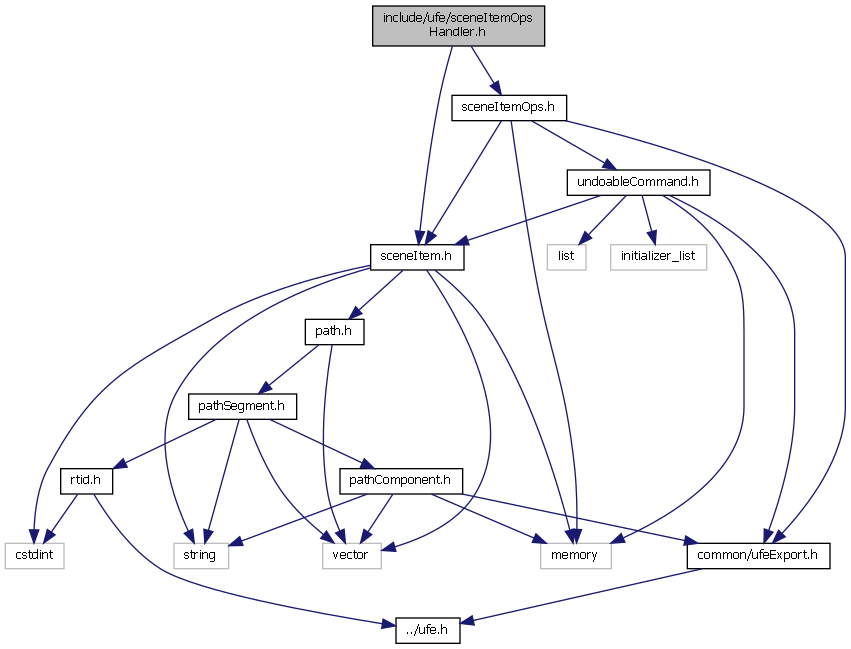 include/ufe/sceneItemOps
Handler.h
sceneItemOps.h
undoableCommand.h
sceneItem.h
list
initializer_list
path.h
pathSegment.h
rtid.h
pathComponent.h
cstdint
string
vector
memory
common/ufeExport.h
../ufe.h